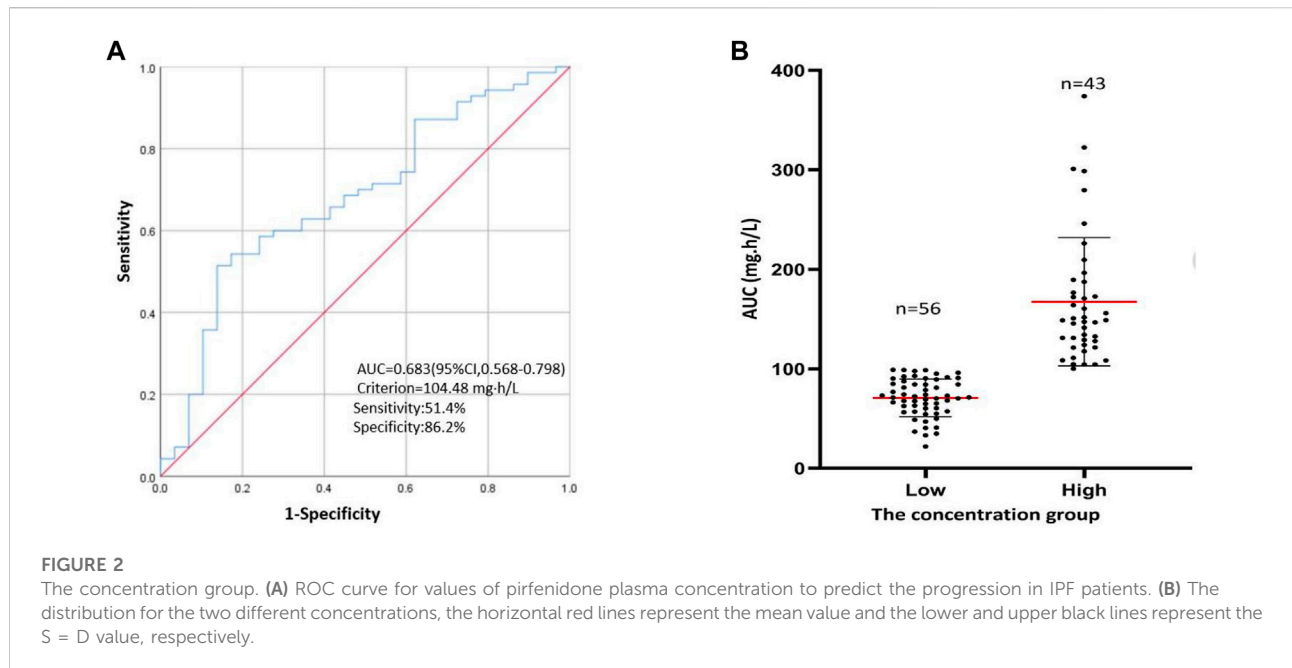 A
1.0
0.8
0.6
0.4
0.2
0.0
Sensitivity
AUC=0.683(95%CI,0.568-0.798)
Criterion=104.48 mg·h/L
Sensitivity:51.4%
Specificity:86.2%
0.0 0.2 0.4 0.6 0.8 1.0
1-Specificity
B
400
300
200
100
0
AUC (mg.h/L)
n=56
n=43
Low High
The concentration group
FIGURE 2
The concentration group. (A) ROC curve for values of pirfenidone plasma concentration to predict the progression in IPF patients. (B) The
distribution for the two different concentrations, the horizontal red lines represent the mean value and the lower and upper black lines represent the
S = D value, respectively.